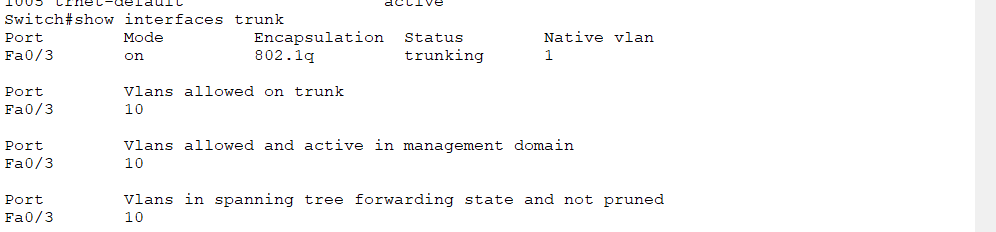 1005 trnet-default active
Switch#show interfaces trunk
Port Mode Encapsulation Status Native vlan
Fa0/3 on 802.1q trunking 1
Port Vlans allowed on trunk
Fa0/3 10
Port Vlans allowed and active in management domain
Fa0/3 10
Port Vlans in spanning tree forwarding state and not pruned
Fa0/3 10